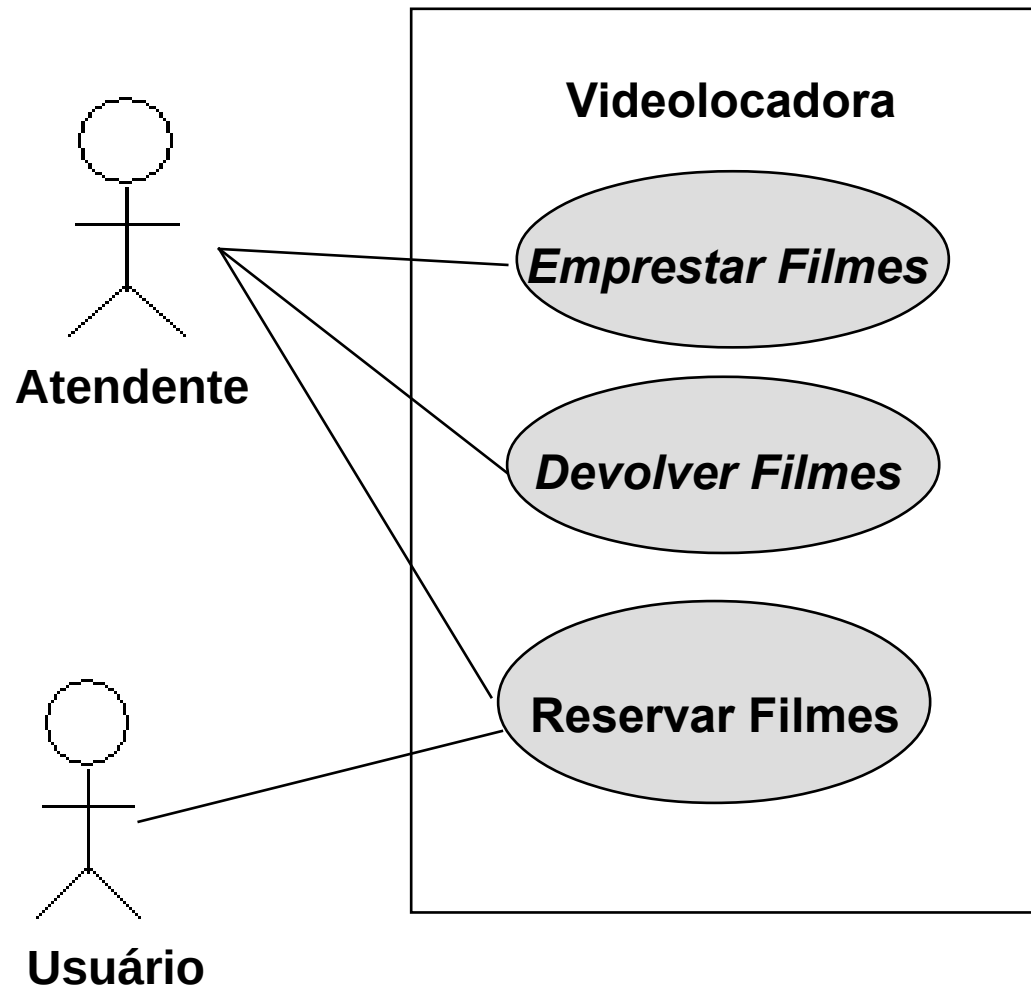 Videolocadora
Emprestar Filmes
Atendente
Devolver Filmes
Reservar Filmes
Usuário